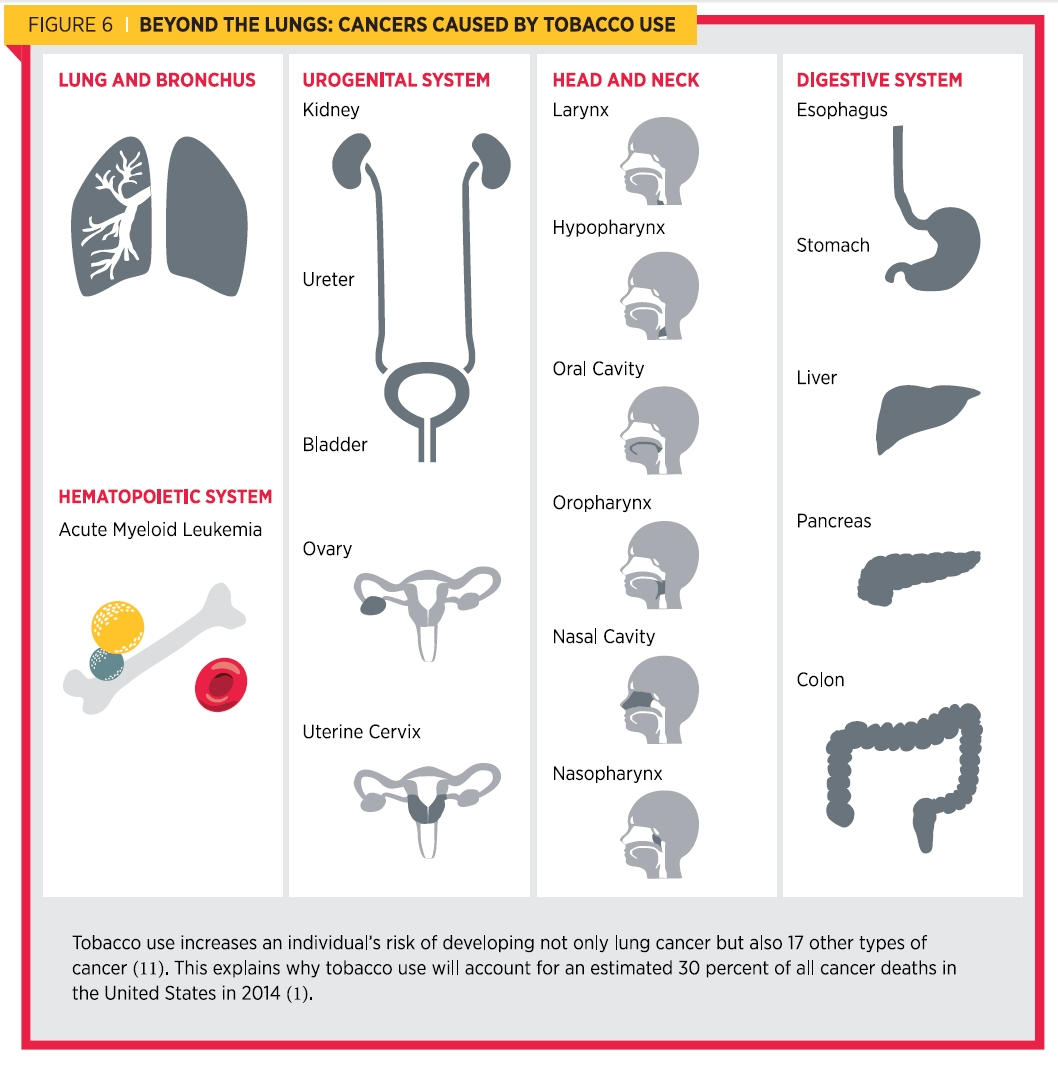 FIGURE 6 | BEYOND THE LUNGS: CANCERS CAUSED BY TOBACCO USE
LUNG AND BRONCHUS
HEMATOPOIETIC SYSTEM
Acute Myeloid Leukemia
UROGENITAL SYSTEM
Kidney
Ureter
Bladder
Ovary
Uterine Cervix
HEAD AND NECK
Larynx
Hypopharynx
Oral Cavity
Oropharynx
Nasal Cavity
Nasopharynx
DIGESTIVE SYSTEM
Esophagus
Stomach
Liver
Pancreas
Colon
Tobacco use increases an individual's risk of developing not only lung cancer but also 17 other types of
cancer (11). This explains why tobacco use will account for an estimated 30 percent of all cancer deaths in
the United States in 2014 (1).